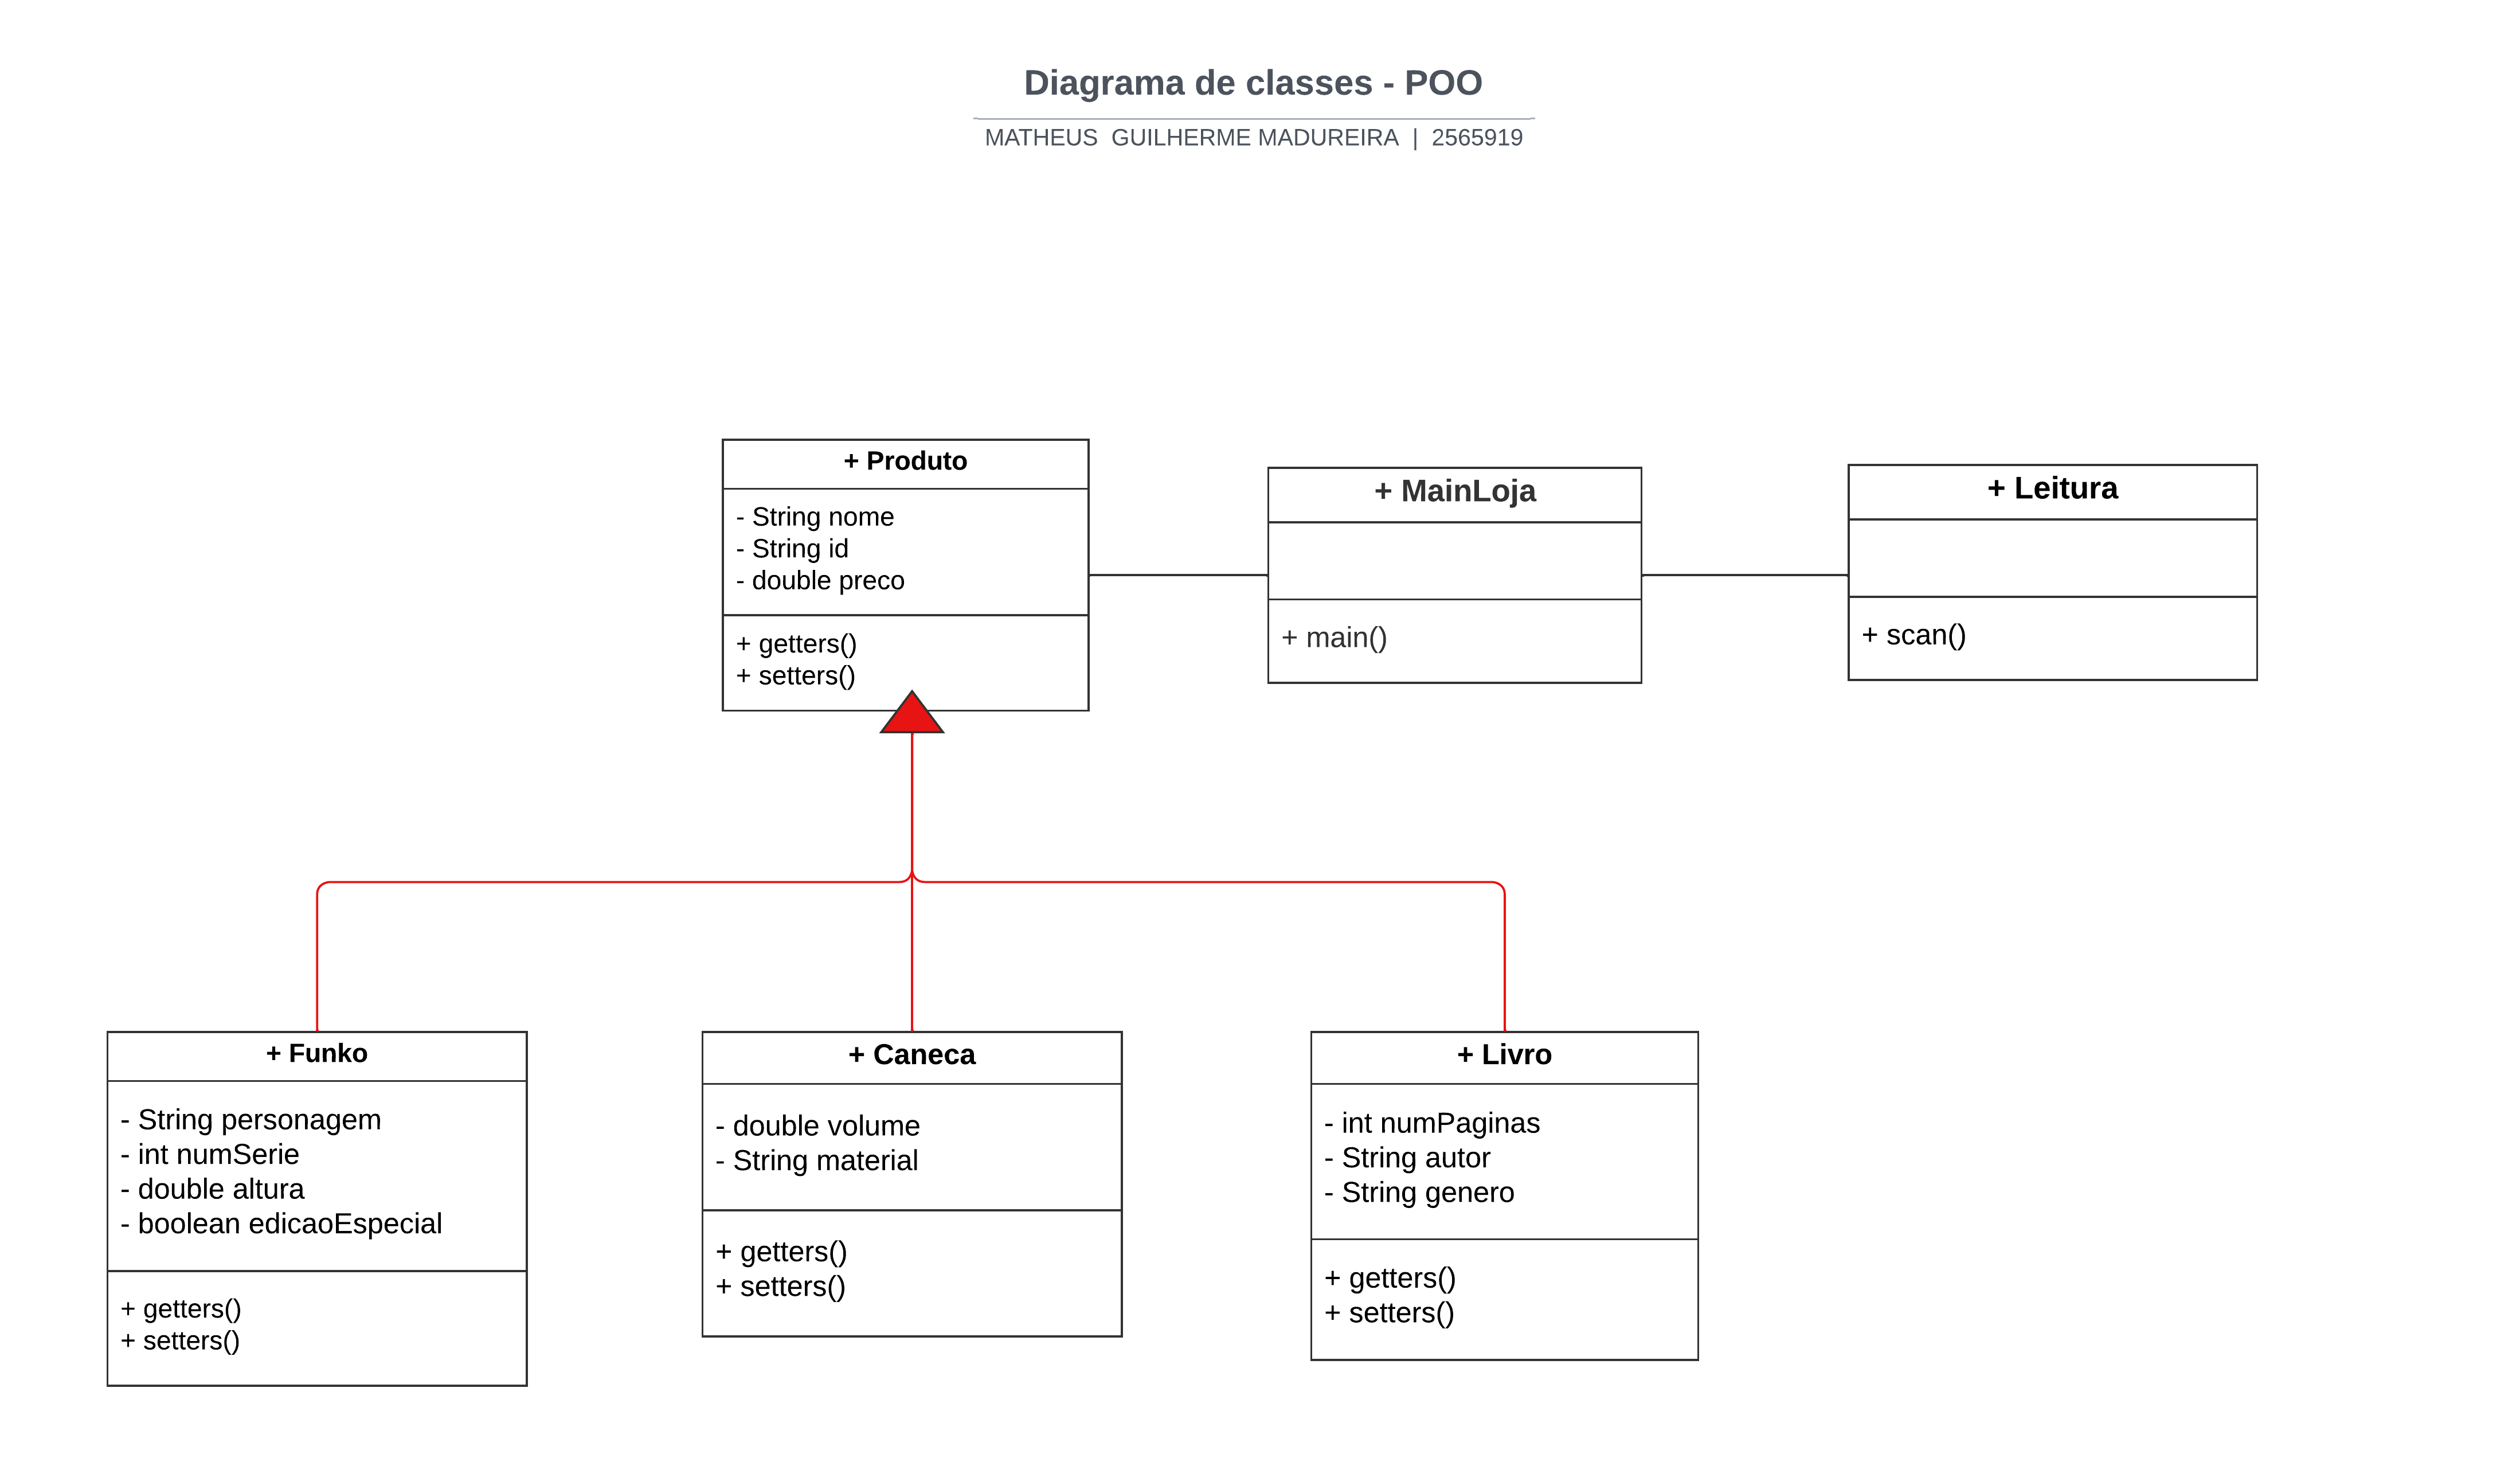 Diagrama de classes - POO
MATHEUS  GUILHERME MADUREIRA  |  2565919
+ Produto
- String nome
- String id
- double preco
+ getters()
+ setters()
+ MainLoja
+ main()
+ Leitura
+ scan()
+ Funko
- String personagem
- int numSerie
- double altura
- boolean edicaoEspecial
+ getters()
+ setters()
+ Caneca
- double volume
- String material
+ getters()
+ setters()
+ Livro
- int numPaginas
- String autor
- String genero
+ getters()
+ setters()